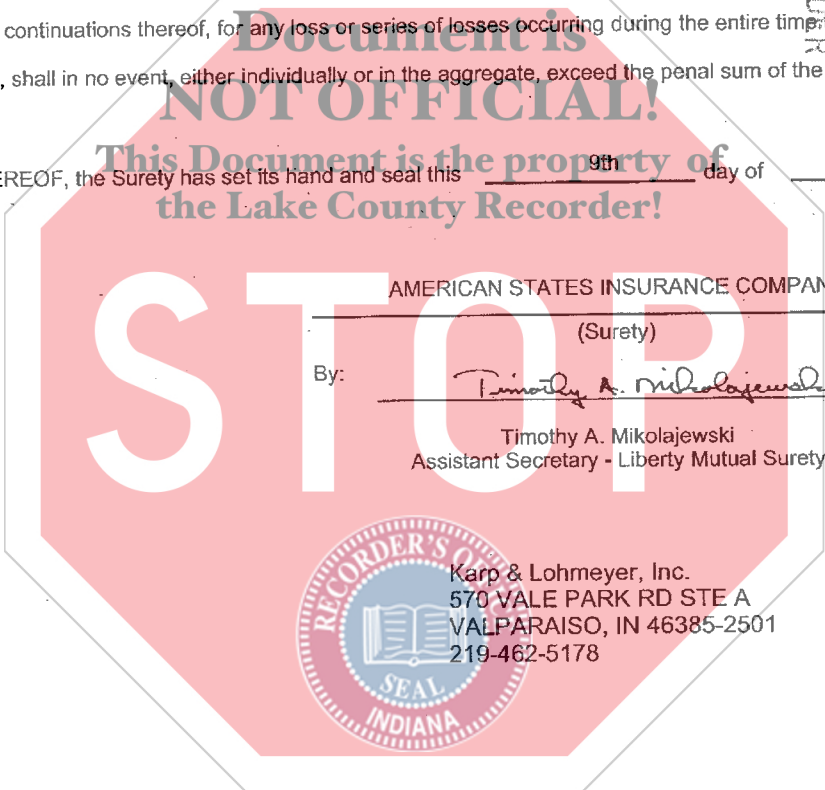 Document is
continuations thereof, for any loss or series of losses occurring during the entire time
, shall in no event, either individually or in the aggregate, exceed the penal sum of the
NOT OFFICIAL!
This Document is the property of
EREOF, the Surety has set its hand and seal this 9th day of
the Lake County Recorder!
STOP
AMERICAN STATES INSURANCE COMPAN
(Surety)
By: Timothy A. Mikolajewsk
Timothy A. Mikolajewski
Assistant Secretary - Liberty Mutual Surety
RECORDER'S OFFICE
Karp & Lohmeyer, Inc.
570 VALE PARK RD STE A
VALPARAISO, IN 46385-2501
219-462-5178
SEAL
INDIANA